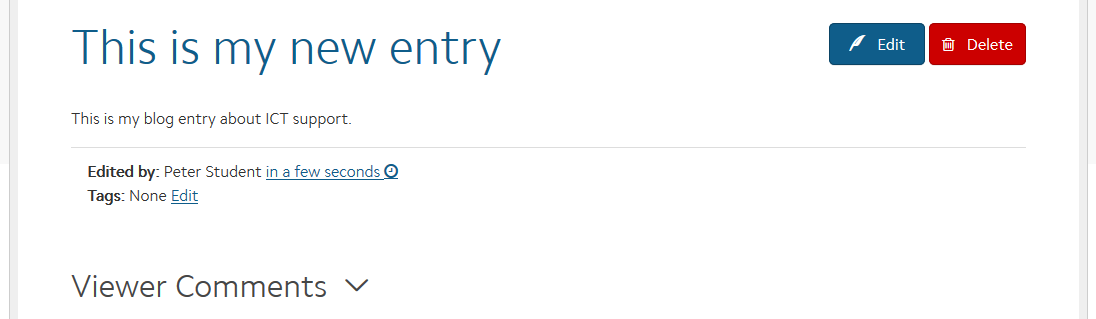 This is my new entry
Edit
Delete
This is my blog entry about ICT support.
Edited by: Peter Student in a few seconds
Tags: None Edit
Viewer Comments